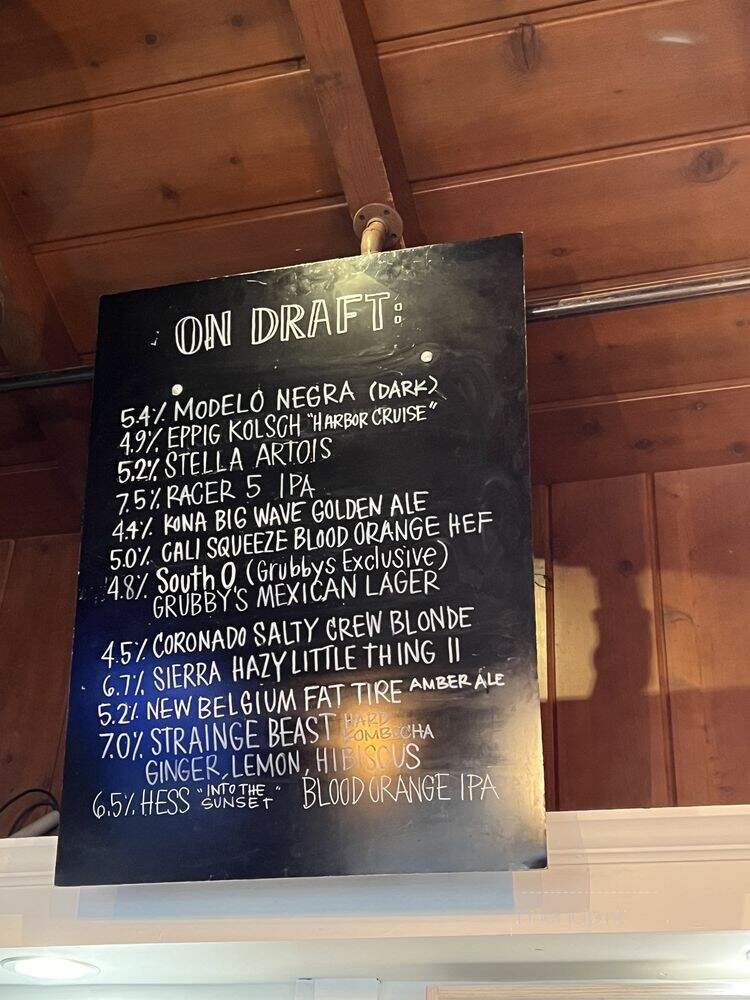 ON DRAFT:
5.4% MODELO NEGRA (DARK)
4.9% EPPIG KOLSCH "HARBOR CRUISE"
5.2% STELLA ARTOIS
7.5% RACER 5 IPA
4.4% KONA BIG WAVE GOLDEN ALE
5.0% CALI SQUEEZE BLOOD ORANGE HEF
4.8% South O (Grubbys Exclusive)
GRUBBY'S MEXICAN LAGER
4.5% CORONADO SALTY CREW BLONDE
6.7% SIERRA HAZY LITTLE THING II
5.2% NEW BELGIUM FAT TIRE AMBER ALE
7.0% STRAINGE BEAST HARD KOMBUCHA
GINGER, LEMON, HIBISCUS
6.5% HESS "INTO THE SUNSET" BLOOD ORANGE IPA